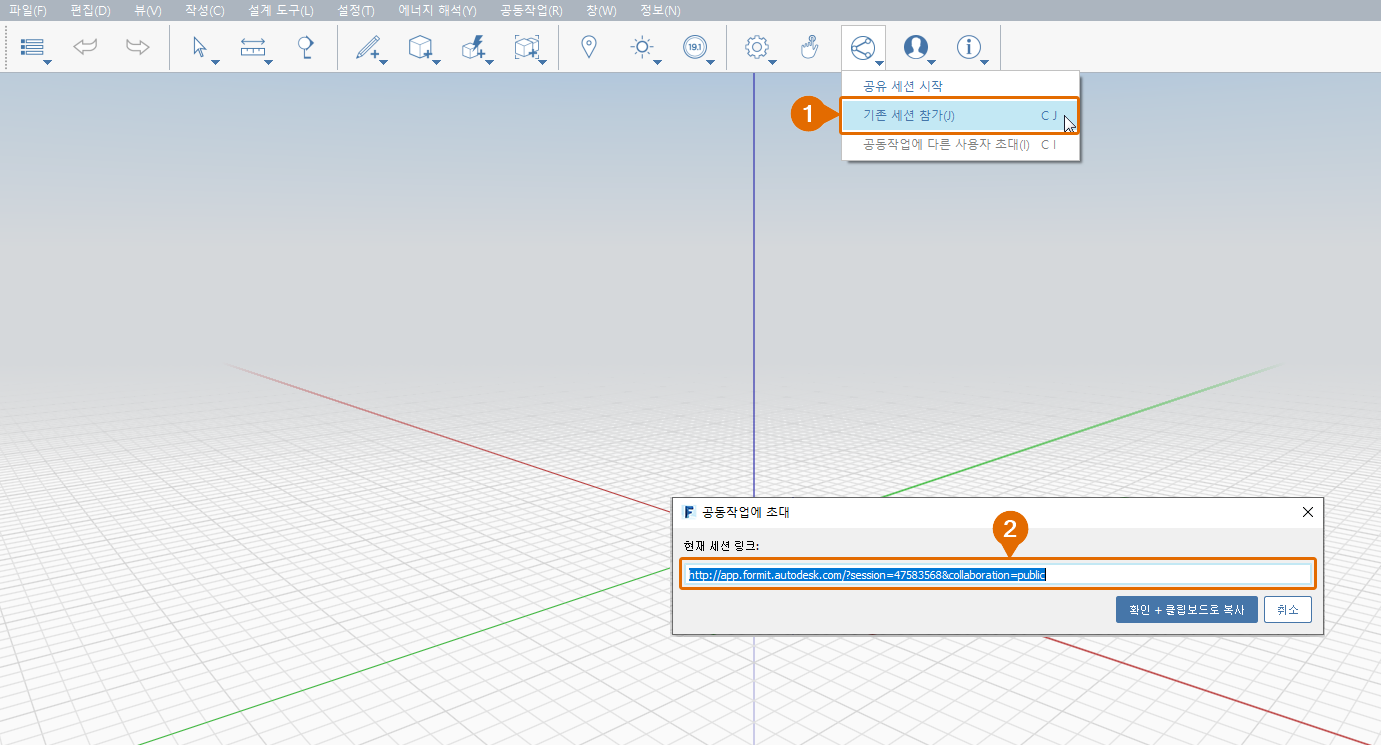 파일(F) 편집(D) 뷰(V) 작성(C) 설계 도구(L) 설정(T) 에너지 해석(Y) 공동작업(R) 창(W) 정보(N)
19.1
공유 세션 시작
1
기존 세션 참가(J) C J
공동작업에 다른 사용자 초대(I) C I
F 공동작업에 초대
2
현재 세션 링크:
http://app.formit.autodesk.com/?session=47583568&collaboration=public
확인 + 클립보드로 복사 취소